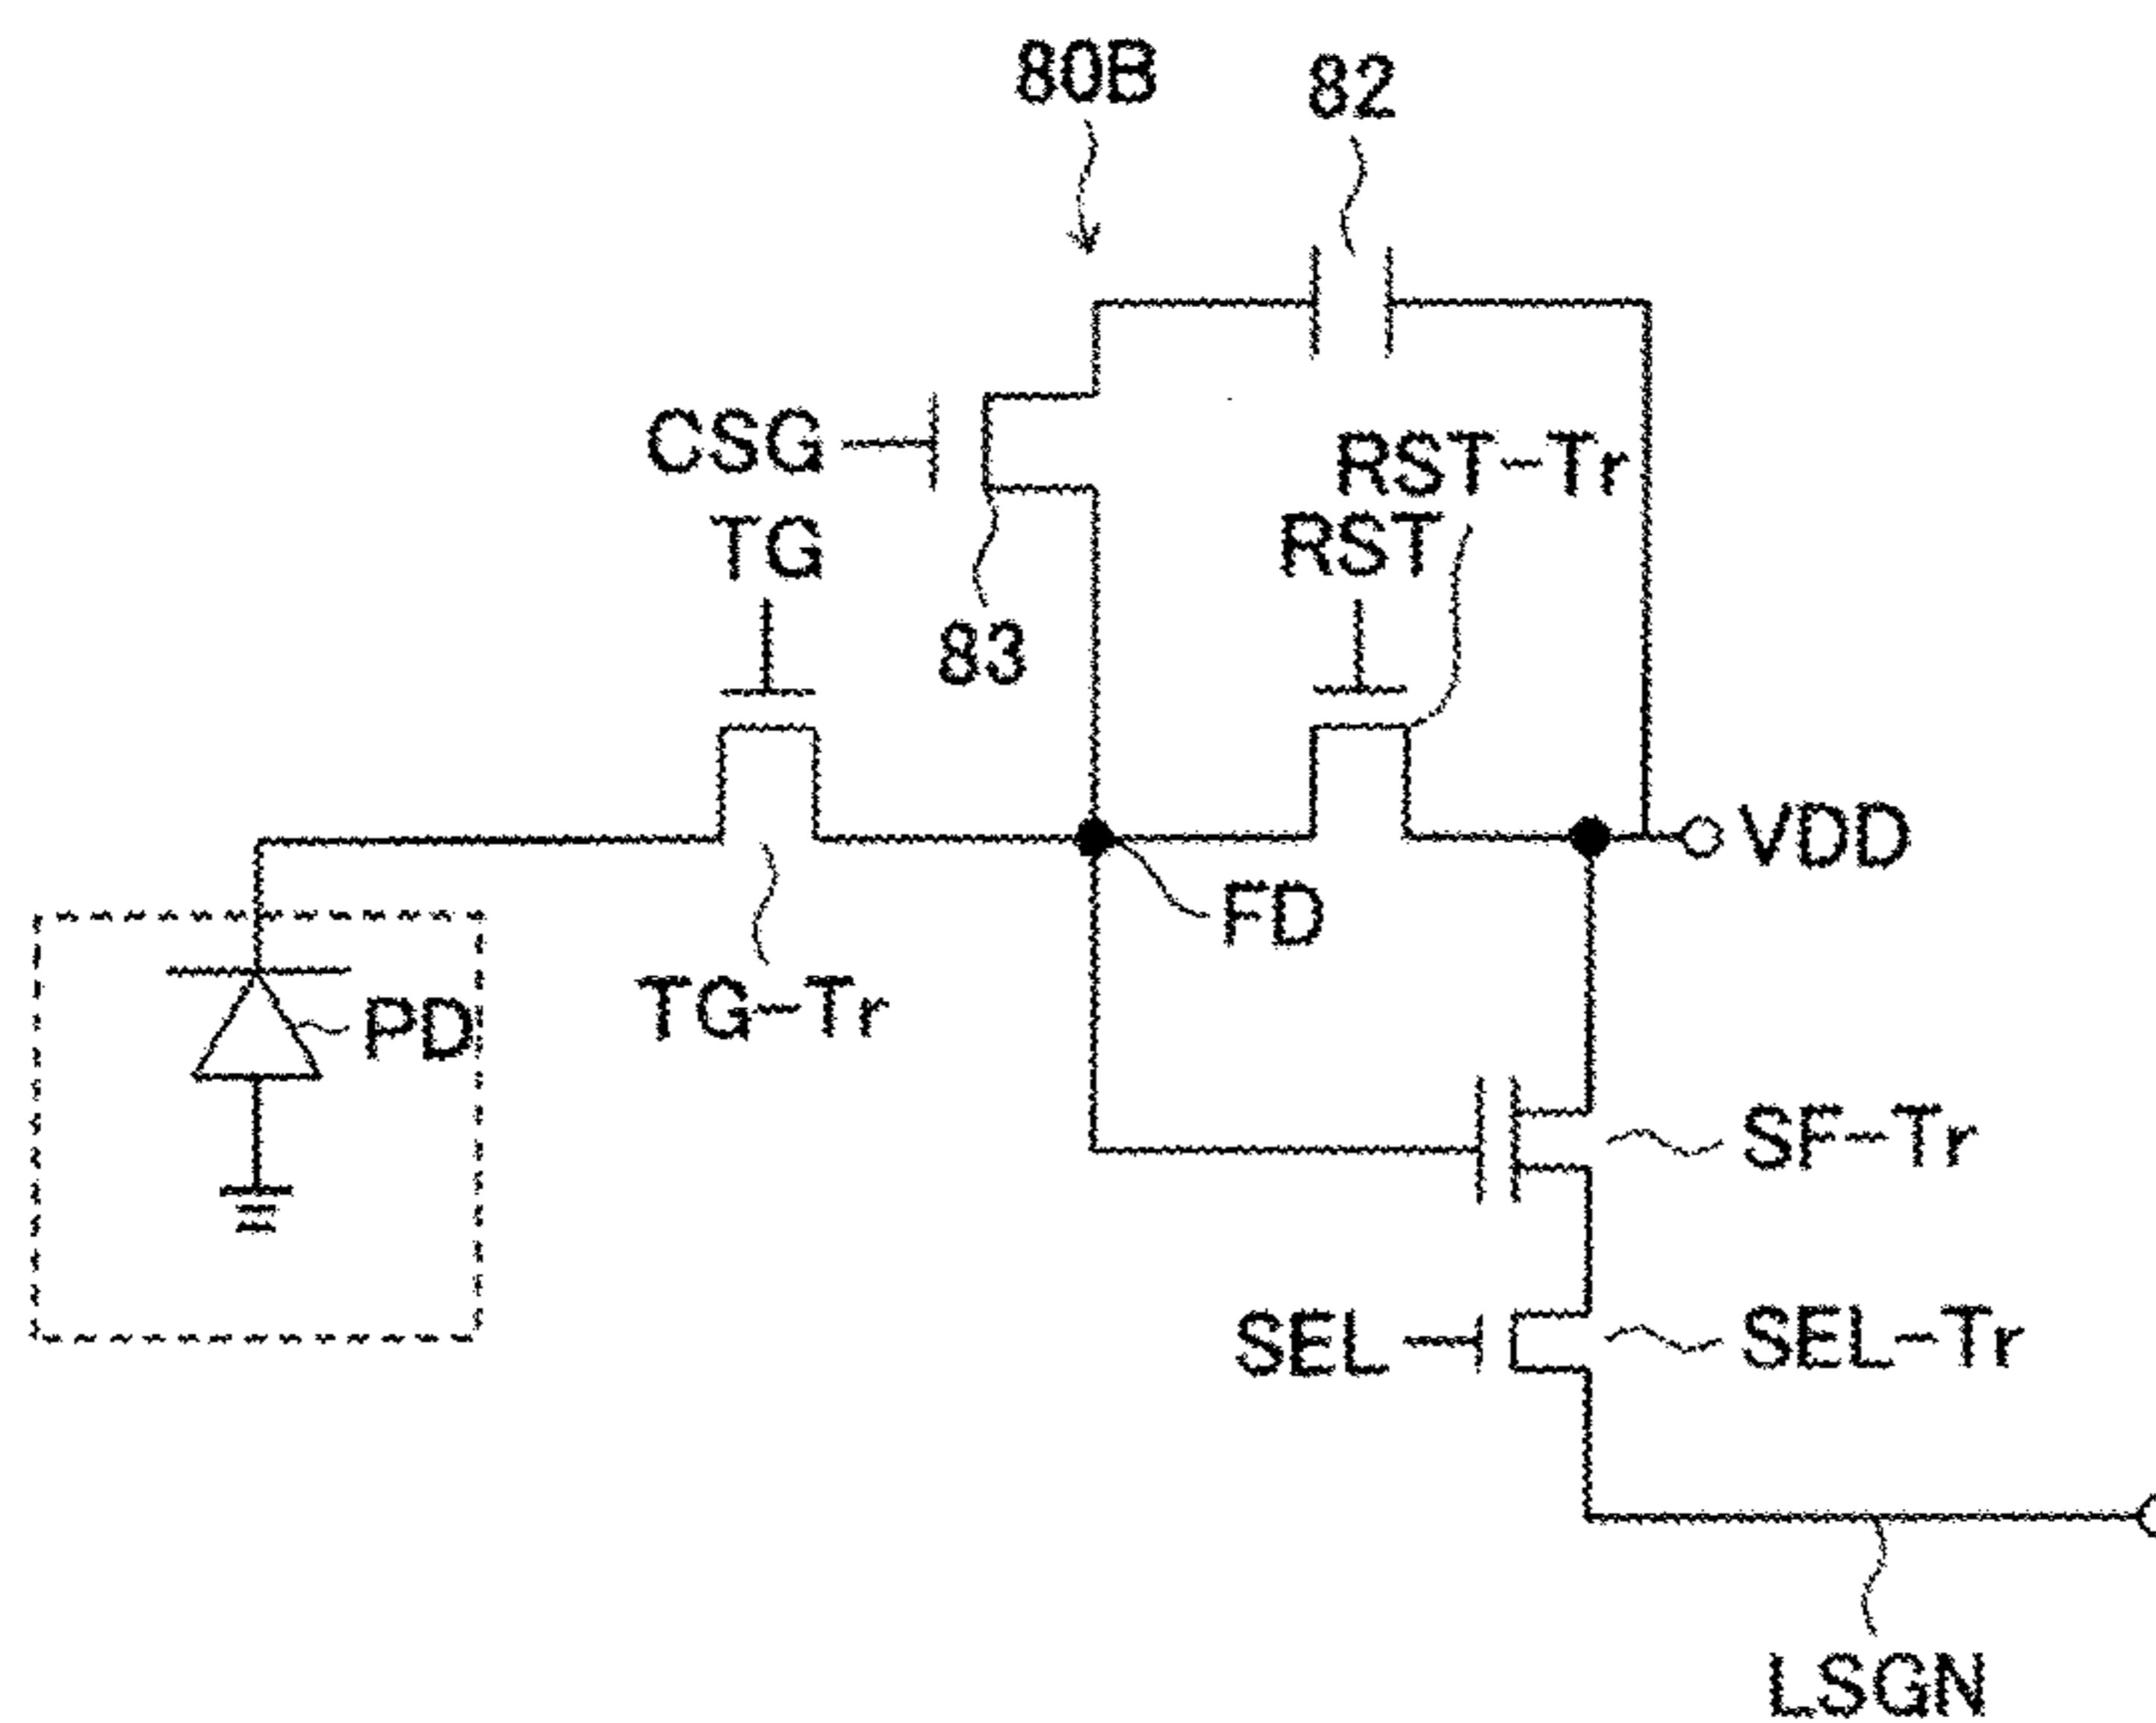 80B
82
CSG
RST-Tr
TG
RST
83
VDD
FD
PD
TG-Tr
SF-Tr
SEL
SEL-Tr
LSGN